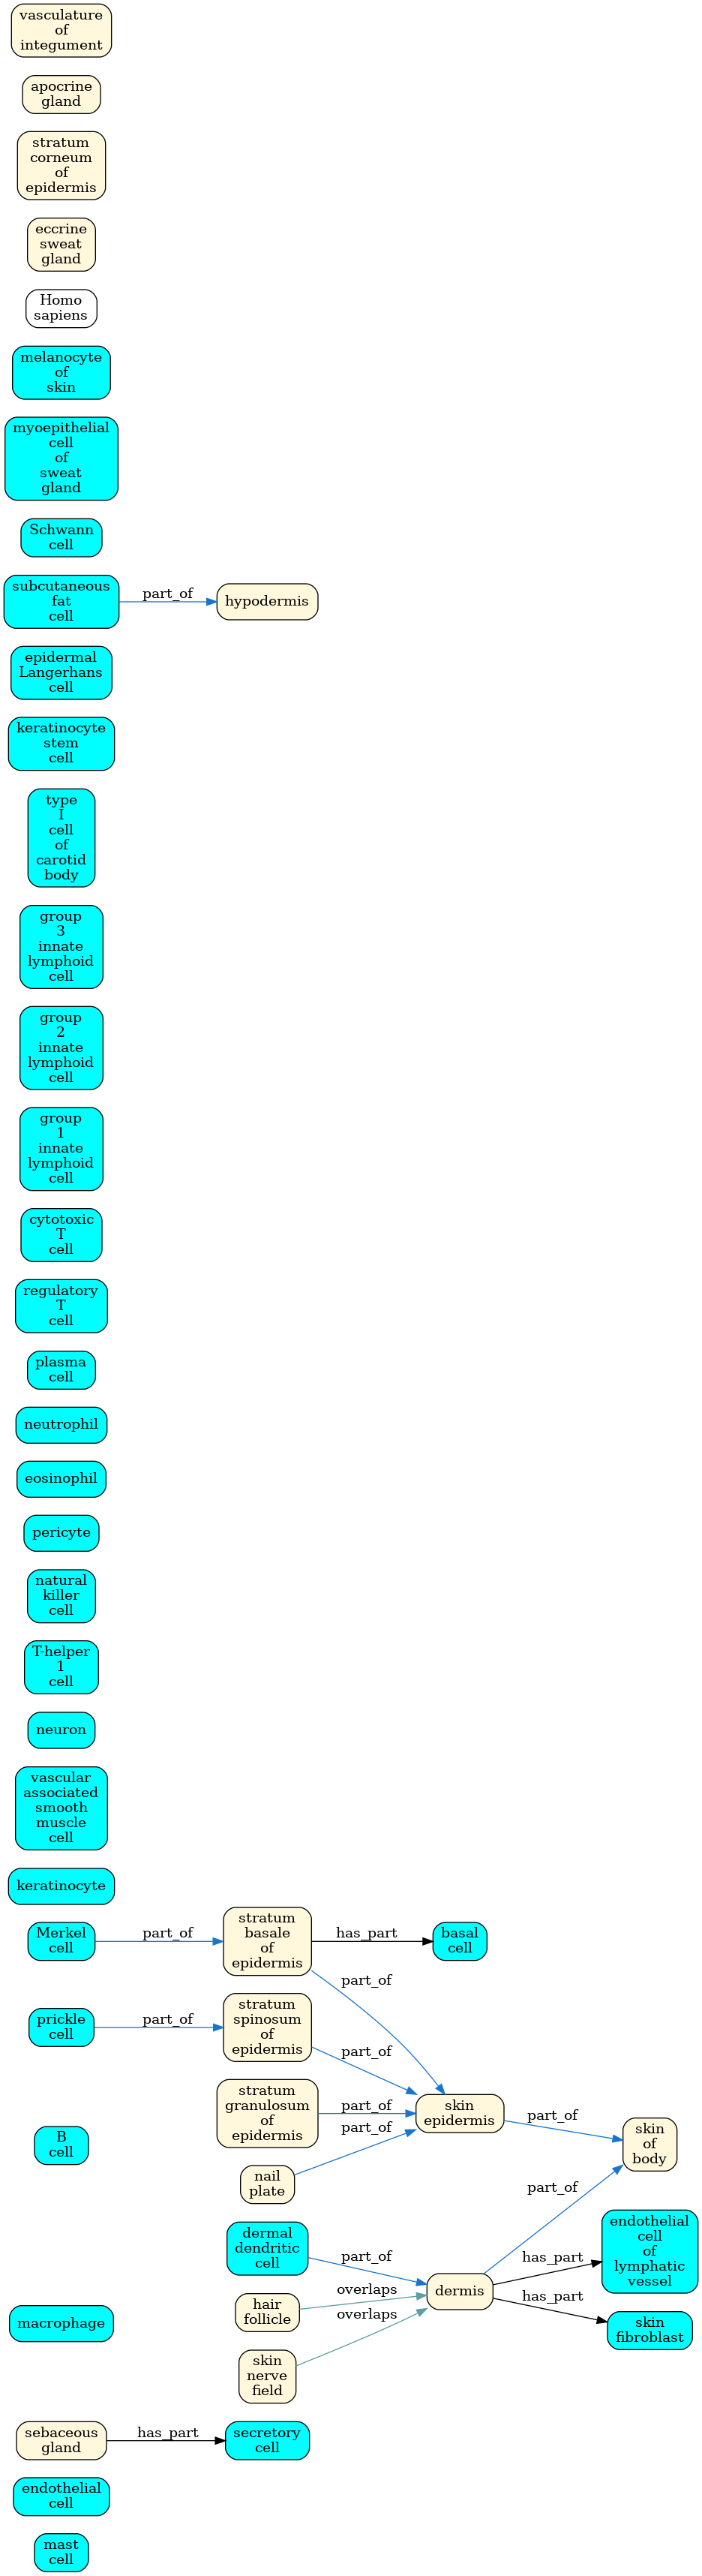 vasculature
of
integument
apocrine
gland
stratum
corneum
of
epidermis
eccrine
sweat
gland
Homo
sapiens
melanocyte
of
skin
myoepithelial
cell
of
sweat
gland
Schwann
cell
subcutaneous
fat
cell
part_of
hypodermis
epidermal
Langerhans
cell
keratinocyte
stem
cell
type
I
cell
of
carotid
body
group
3
innate
lymphoid
cell
group
2
innate
lymphoid
cell
group
1
innate
lymphoid
cell
cytotoxic
T
cell
regulatory
T
cell
plasma
cell
neutrophil
eosinophil
pericyte
natural
killer
cell
T-helper
1
cell
neuron
vascular
associated
smooth
muscle
cell
keratinocyte
Merkel
cell
part_of
stratum
basale
of
epidermis
has_part
basal
cell
part_of
prickle
cell
part_of
stratum
spinosum
of
epidermis
part_of
stratum
granulosum
of
epidermis
part_of
skin
epidermis
part_of
skin
of
body
B
cell
nail
plate
part_of
part_of
dermal
dendritic
cell
part_of
dermis
has_part
endothelial
cell
of
lymphatic
vessel
hair
follicle
overlaps
has_part
skin
fibroblast
macrophage
skin
nerve
field
overlaps
sebaceous
gland
has_part
secretory
cell
endothelial
cell
mast
cell